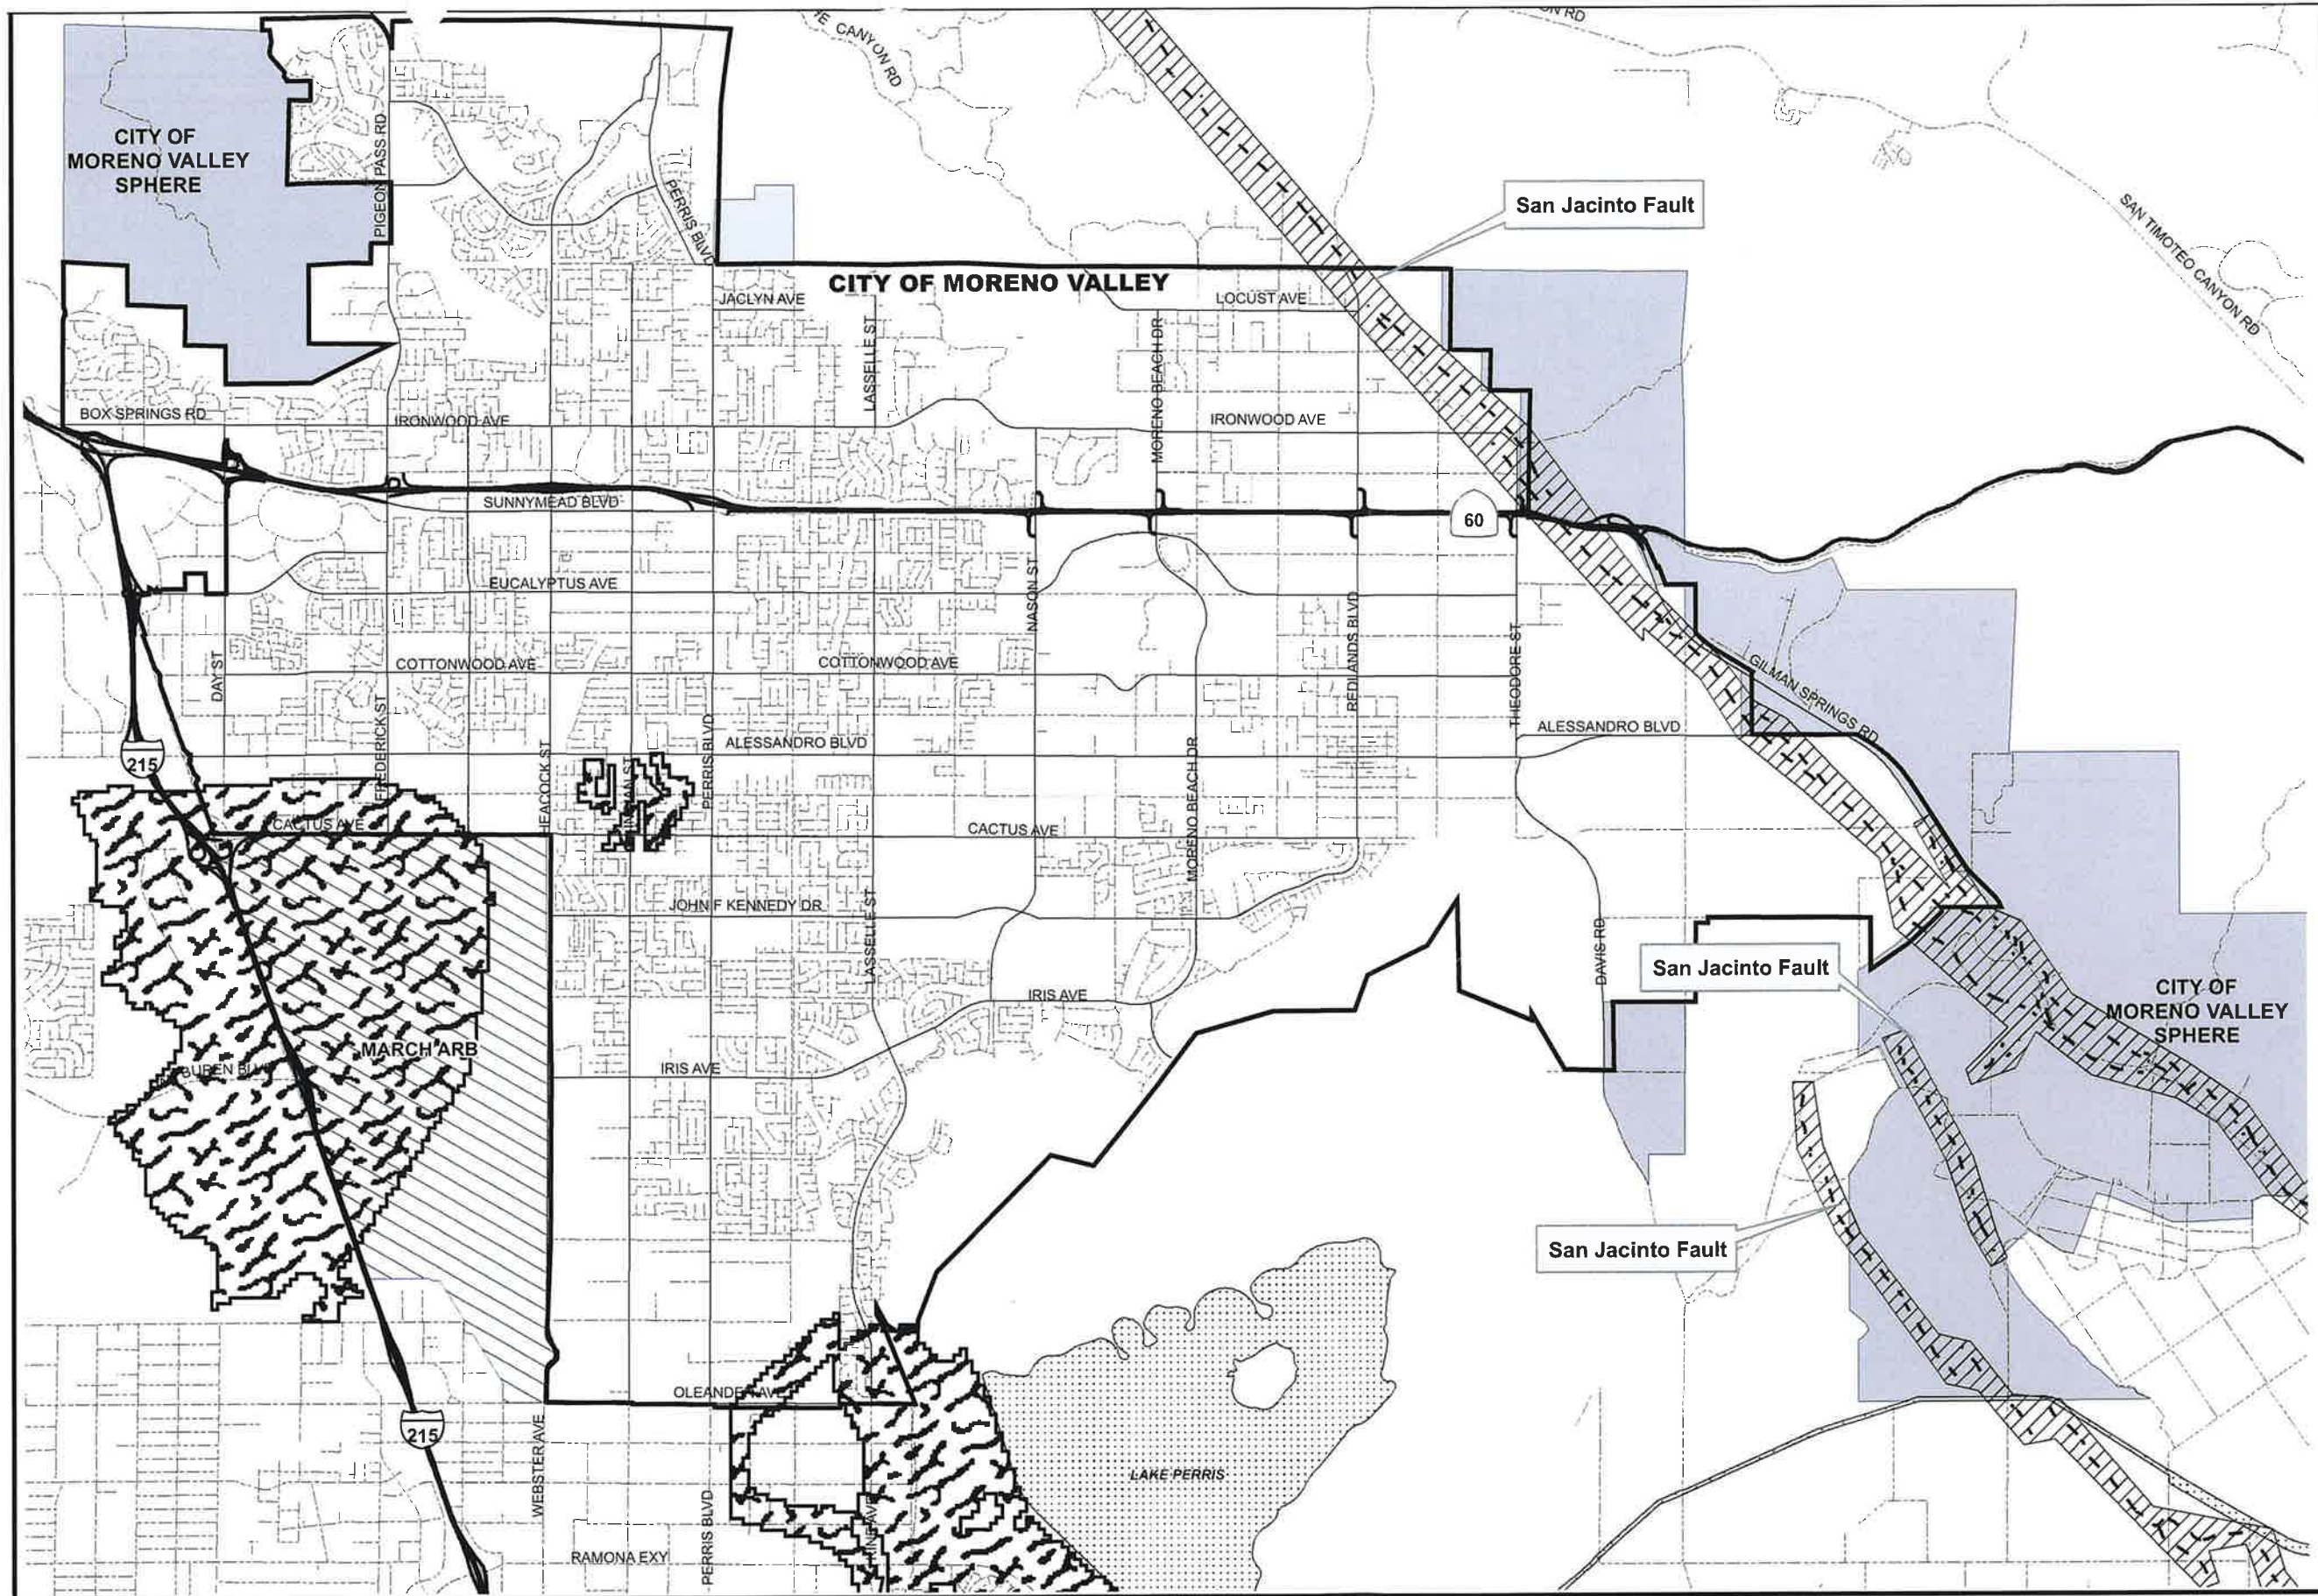 CANYON RD
RD
CITY OF
MORENO VALLEY
SPHERE
PIGEON PASS RD
PERRIS BLVD
San Jacinto Fault
SAN TIMOTEO CANYON RD
CITY OF MORENO VALLEY
JACLYN AVE
LOCUST AVE
LASSELLE ST
MORENO BEACH DR
BOX SPRINGS RD
IRONWOOD AVE
IRONWOOD AVE
SUNNYMEAD BLVD
60
EUCALYPTUS AVE
NASON ST
REDLANDS BLVD
THEODORE ST
DAY ST
COTTONWOOD AVE
COTTONWOOD AVE
GILMAN SPRINGS RD
FREDERICK ST
HEACOCK ST
PERRIS BLVD
ALESSANDRO BLVD
ALESSANDRO BLVD
MORENO BEACH DR
215
CACTUS AVE
CACTUS AVE
JOHN F KENNEDY DR
LASSELLE ST
DAVIS RD
San Jacinto Fault
CITY OF
MORENO VALLEY
SPHERE
IRIS AVE
MARCH ARB
BUREN BLVD
IRIS AVE
San Jacinto Fault
OLEANDER AVE
215
WEBSTER AVE
PERRIS BLVD
LAKE PERRIS
RAMONA EXY